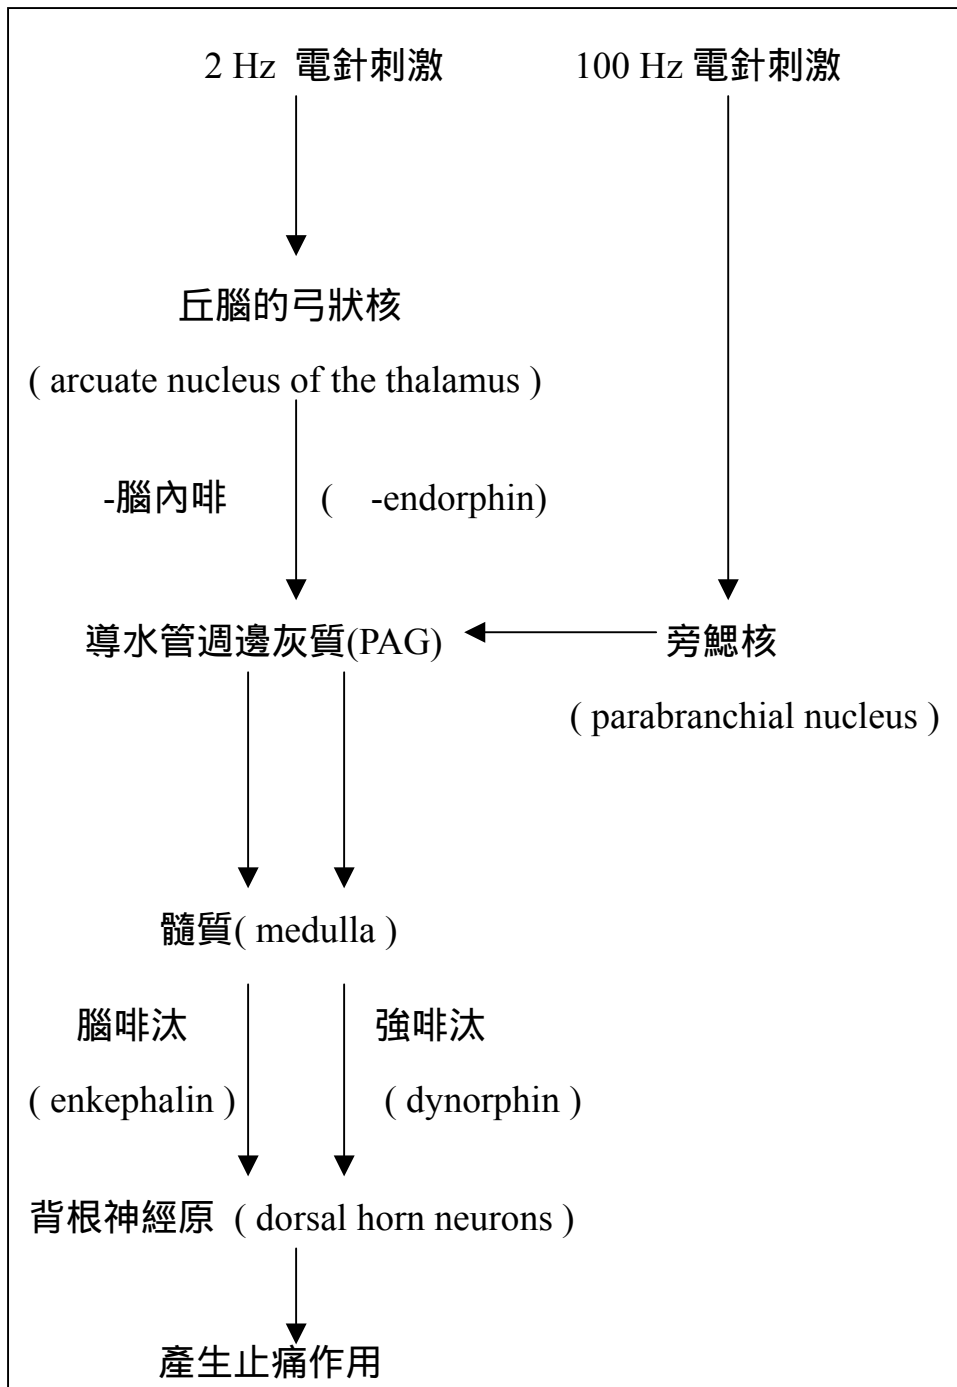 2 Hz 電針刺激
100 Hz 電針刺激
丘腦的弓狀核
( arcuate nucleus of the thalamus )
-腦內啡
( -endorphin)
導水管週邊灰質(PAG)
旁鰓核
( parabranchial nucleus )
髓質( medulla )
腦啡汰
強啡汰
( enkephalin )
( dynorphin )
背根神經原 ( dorsal horn neurons )
產生止痛作用